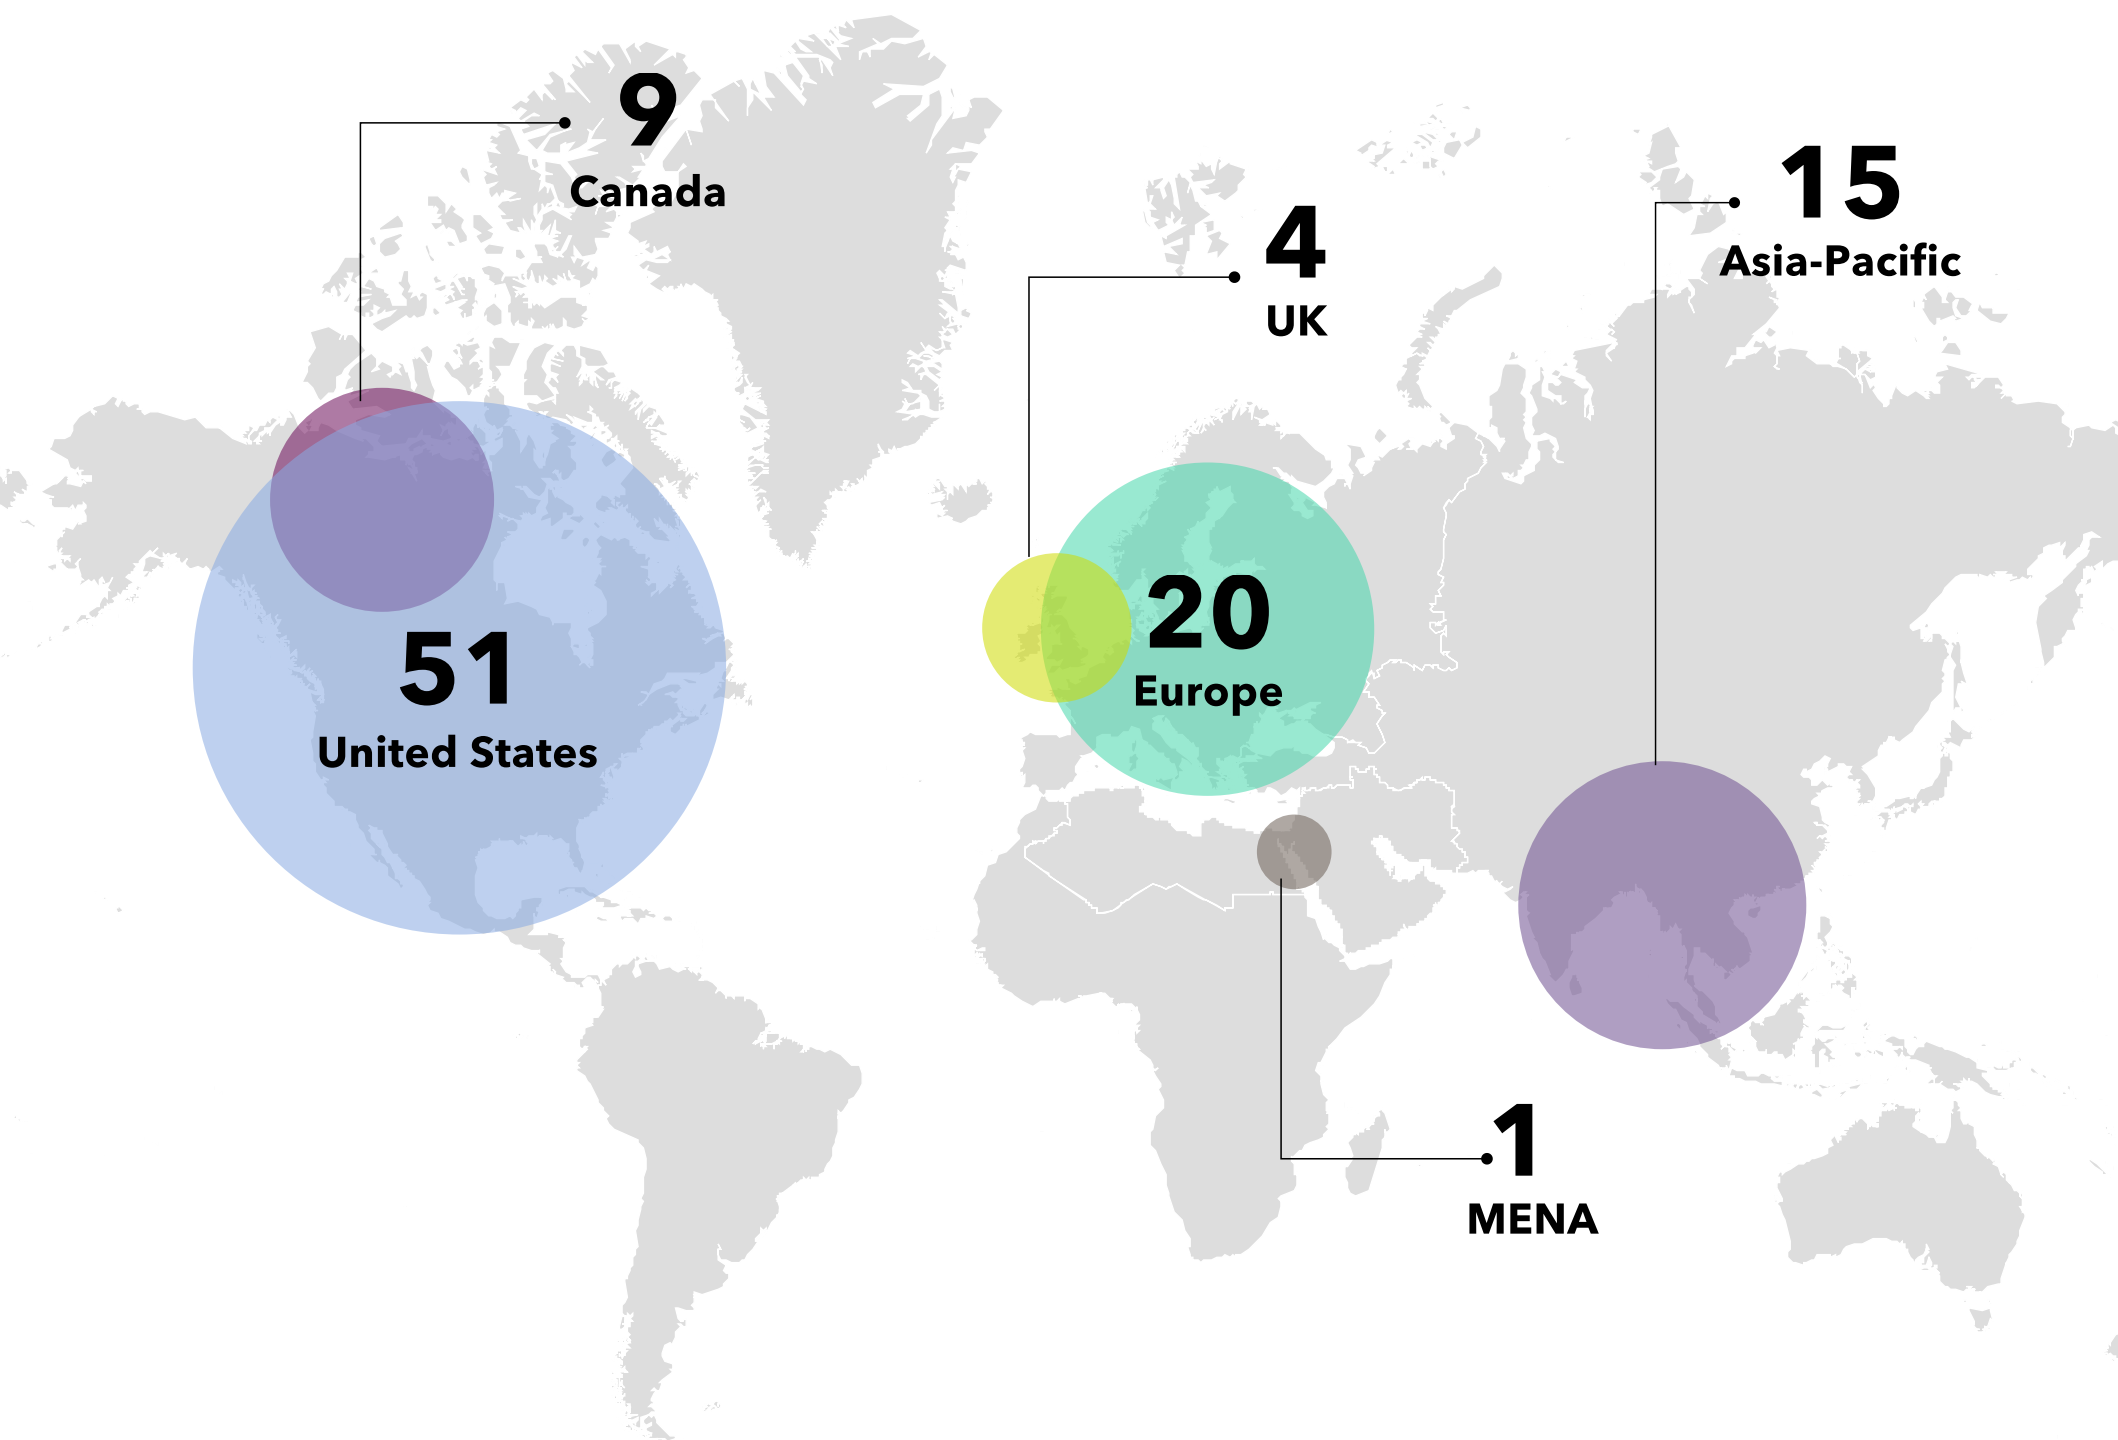 9
Canada
15
Asia-Pacific
4
UK
20
Europe
51
United States
1
MENA